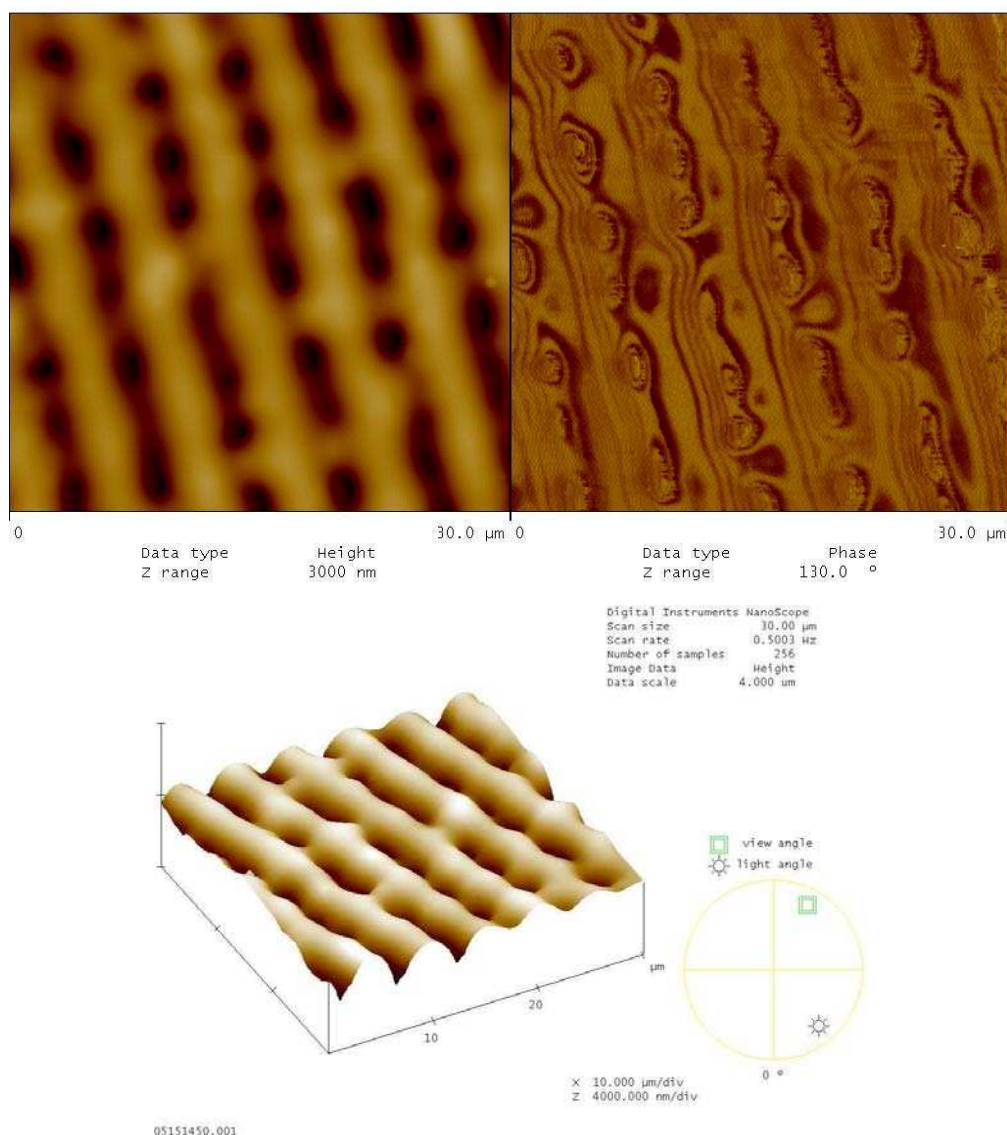 0 30.0 µm 0 30.0 µm
Data type Height Data type Phase
Z range 3000 nm Z range 130.0 º
Digital Instruments NanoScope
Scan size 30.00 µm
Scan rate 0.5003 Hz
Number of samples 256
Image Data Height
Data scale 4.000 um
view angle
light angle
µm
20
10
0 º
X 10.000 µm/div
Z 4000.000 nm/div
05151450.001